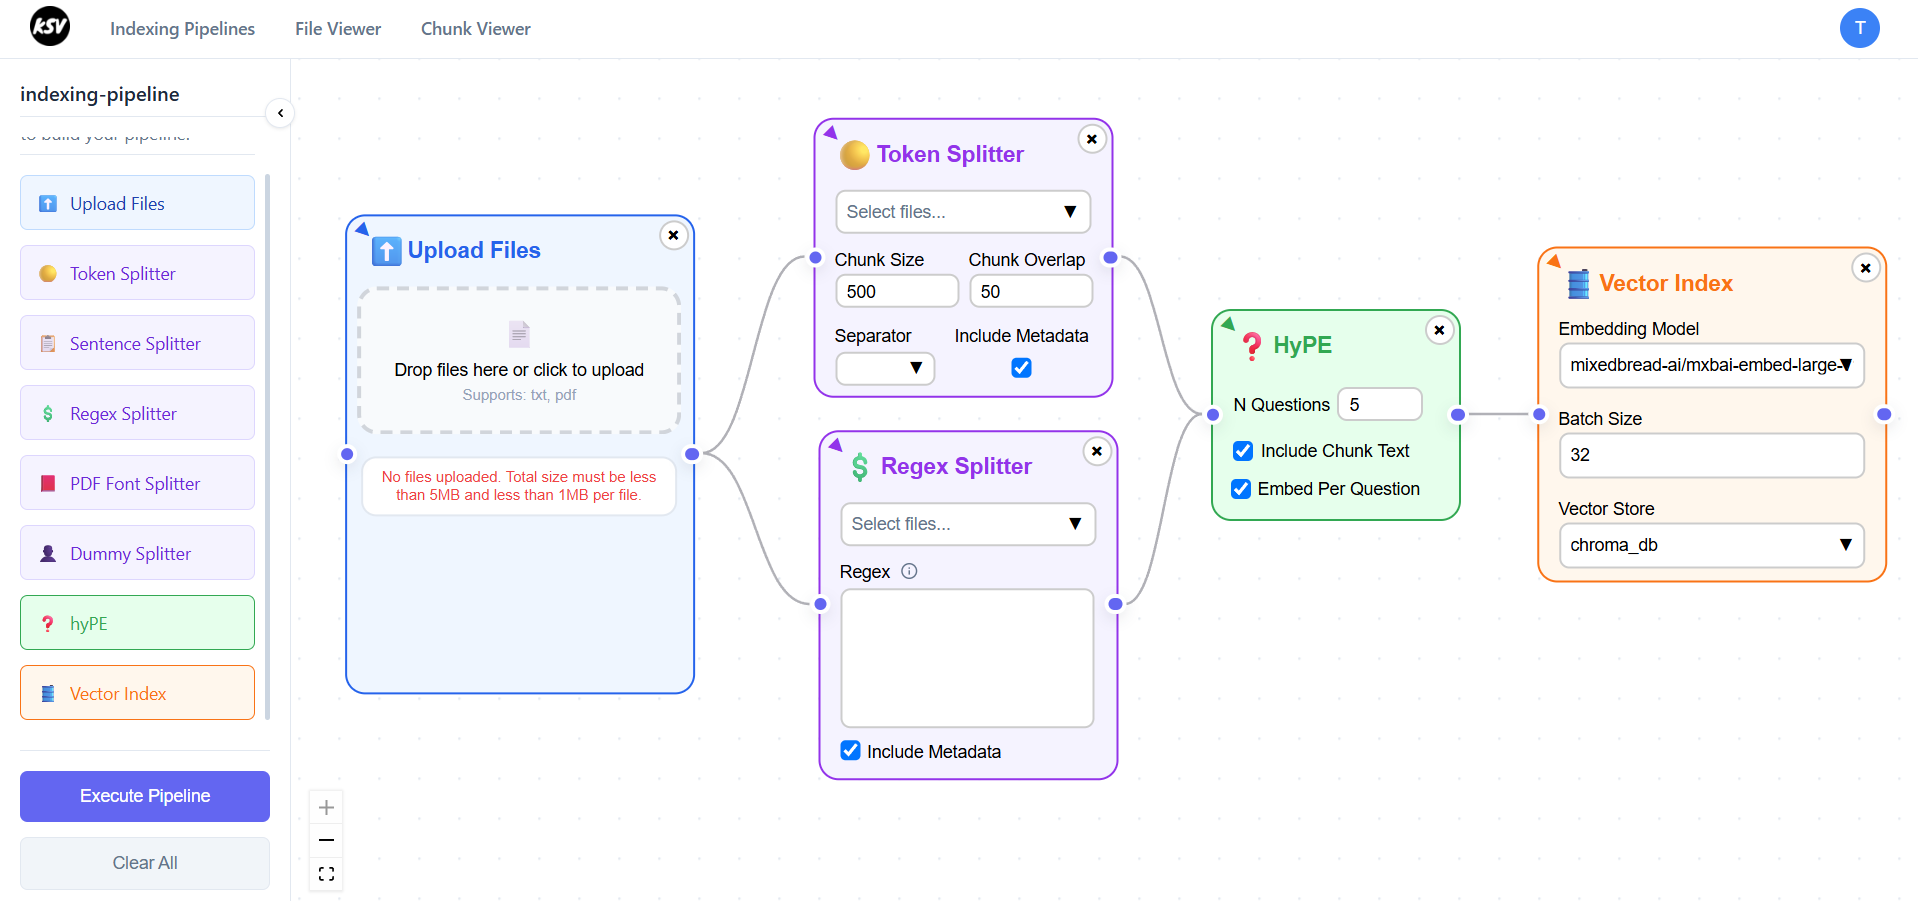 KSV
Indexing Pipelines
File Viewer
Chunk Viewer
T
indexing-pipeline
to build your pipeline.
Upload Files
Token Splitter
Sentence Splitter
Regex Splitter
PDF Font Splitter
Dummy Splitter
hyPE
Vector Index
Execute Pipeline
Clear All
Upload Files
Drop files here or click to upload
Supports: txt, pdf
No files uploaded. Total size must be less
than 5MB and less than 1MB per file.
Token Splitter
Select files...
Chunk Size
Chunk Overlap
500
50
Separator
Include Metadata
Regex Splitter
Select files...
Regex
Include Metadata
HyPE
N Questions
5
Include Chunk Text
Embed Per Question
Vector Index
Embedding Model
mixedbread-ai/mxbai-embed-large-
Batch Size
32
Vector Store
chroma_db